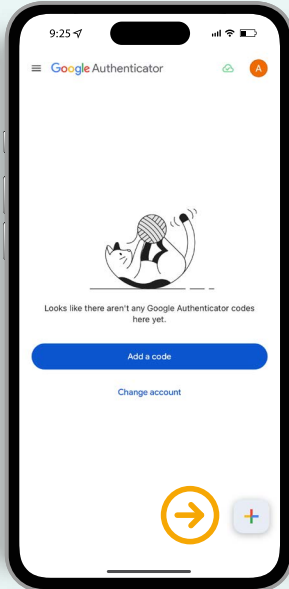 9:25
Google Authenticator
A
Looks like there aren't any Google Authenticator codes
here yet.
Add a code
Change account